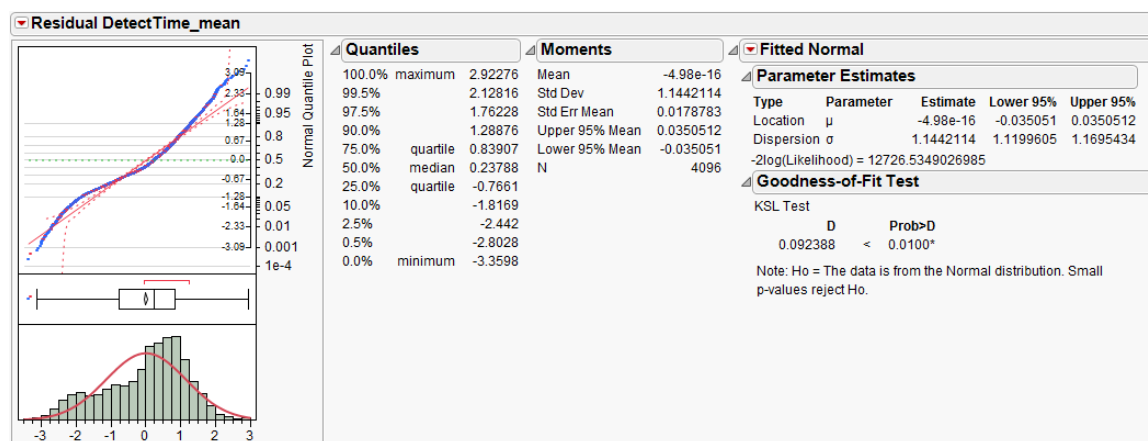 Residual DetectTime_mean
3.09
2.33
1.64
1.28
0.67
0.0
-0.67
-1.28
-1.64
-2.33
-3.09
0.99
0.95
0.8
0.5
0.2
0.05
0.01
0.001
1e-4
Normal Quantile Plot
-3 -2 -1 0 1 2 3
Quantiles
100.0% maximum 2.92276
99.5% 2.12816
97.5% 1.76228
90.0% 1.28876
75.0% quartile 0.83907
50.0% median 0.23788
25.0% quartile -0.7661
10.0% -1.8169
2.5% -2.442
0.5% -2.8028
0.0% minimum -3.3598
Moments
Mean -4.98e-16
Std Dev 1.1442114
Std Err Mean 0.0178783
Upper 95% Mean 0.0350512
Lower 95% Mean -0.035051
N 4096
Fitted Normal
Parameter Estimates
Type Parameter Estimate Lower 95% Upper 95%
Location μ -4.98e-16 -0.035051 0.0350512
Dispersion σ 1.1442114 1.1199605 1.1695434
-2log(Likelihood) = 12726.5349026985
Goodness-of-Fit Test
KSL Test
D Prob>D
0.092388 < 0.0100*
Note: Ho = The data is from the Normal distribution. Small
p-values reject Ho.